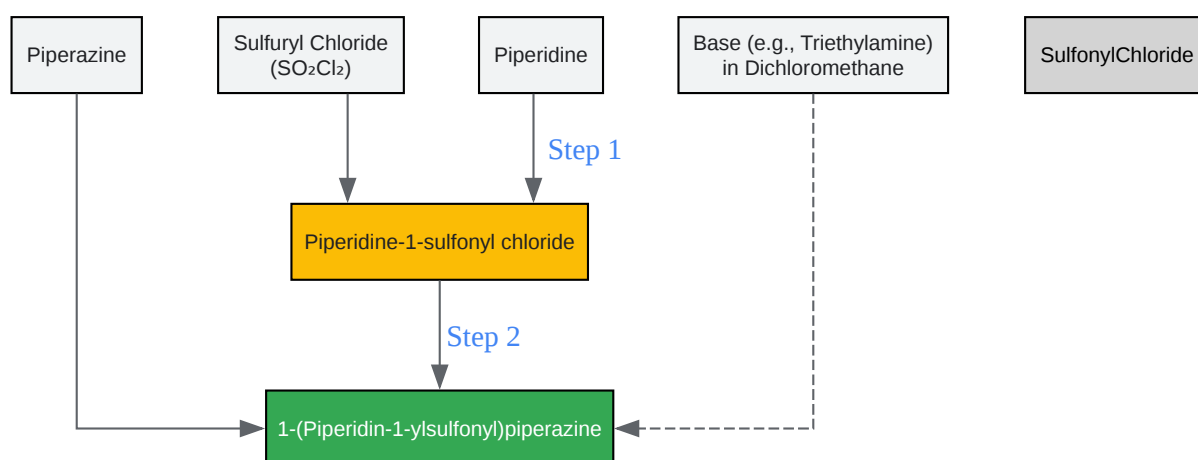 Piperazine
Sulfuryl Chloride
(SO₂Cl₂)
Piperidine
Base (e.g., Triethylamine)
in Dichloromethane
SulfonylChloride
Step 1
Piperidine-1-sulfonyl chloride
Step 2
1-(Piperidin-1-ylsulfonyl)piperazine